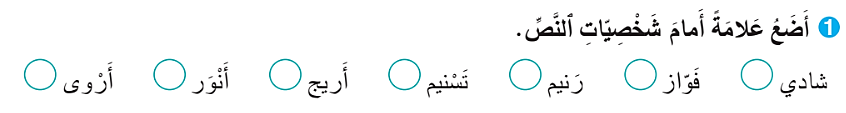 1 أَضَعُ عَلامَةً أَمامَ شَخْصِيّاتِ ٱلنَّصِّ.
شادي فَوّاز رَنيم تَسْنيم أَريج أَنْوَر أَرْوى